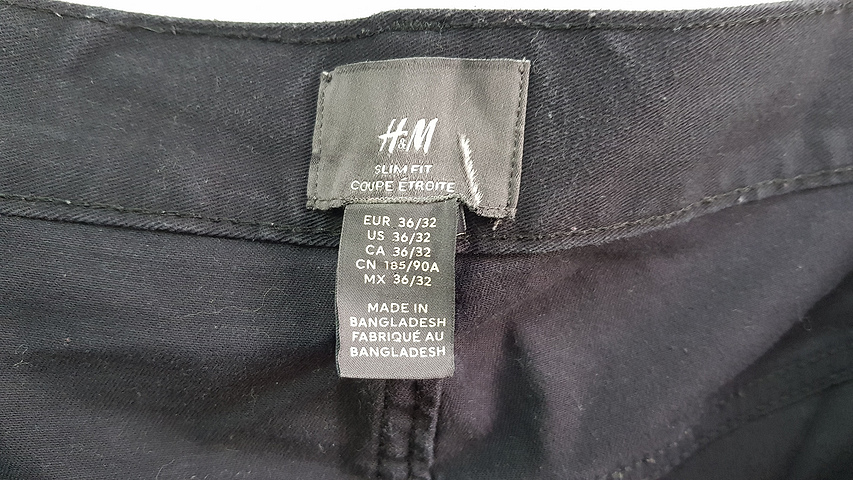 H&M
SLIM FIT
COUPE ÉTROITE
EUR 36/32
US 36/32
CA 36/32
CN 185/90A
MX 36/32
MADE IN
BANGLADESH
FABRIQUÉ AU
BANGLADESH